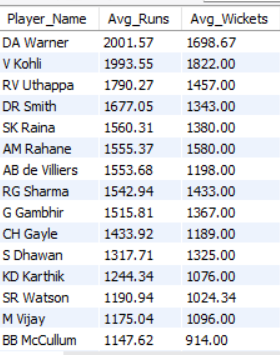 Player_Name Avg_Runs Avg_Wickets
DA Warner 2001.57 1698.67
V Kohli 1993.55 1822.00
RV Uthappa 1790.27 1457.00
DR Smith 1677.05 1343.00
SK Raina 1560.31 1380.00
AM Rahane 1555.37 1580.00
AB de Villiers 1553.68 1198.00
RG Sharma 1542.94 1433.00
G Gambhir 1515.81 1367.00
CH Gayle 1433.92 1189.00
S Dhawan 1317.71 1325.00
KD Karthik 1244.34 1076.00
SR Watson 1190.94 1024.34
M Vijay 1175.04 1096.00
BB McCullum 1147.62 914.00